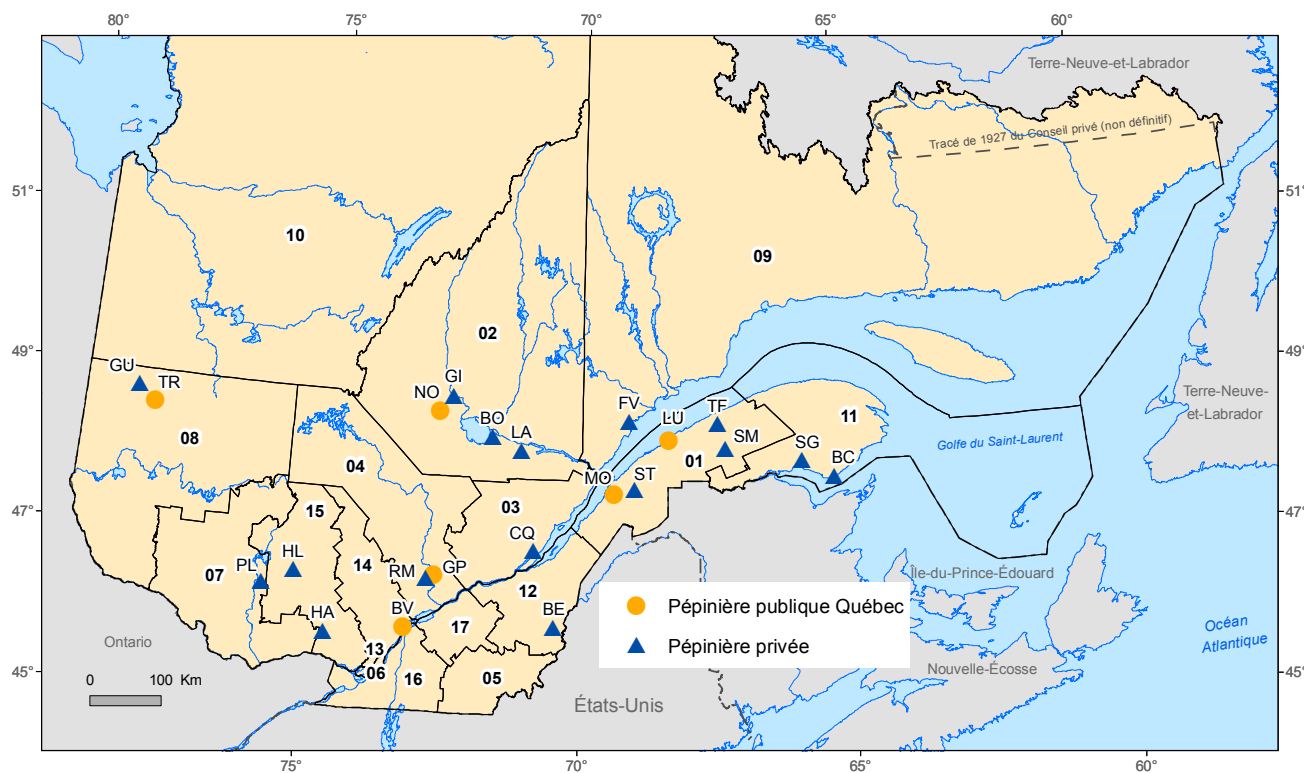 80° 75° 70° 65° 60°
Terre-Neuve-et-Labrador
Tracé de 1927 du Conseil privé (non définitif)
51° 51°
10
09
02
49° 49°
GU
TR
NO
GI
BO
LA
FV
LU
TF
SM
11
SG
BC
Terre-Neuve-
et-Labrador
Golfe du Saint-Laurent
08
04
01
MO
ST
47° 47°
15
03
CQ
07
PL
HL
14
RM
GP
12
Île-du-Prince-Édouard
HA
BV
17
BE
Pépinière publique Québec
Pépinière privée
Océan
Atlantique
Ontario
13
06
16
05
Nouvelle-Écosse
45° 45°
0 100 Km
États-Unis
75° 70° 65° 60°